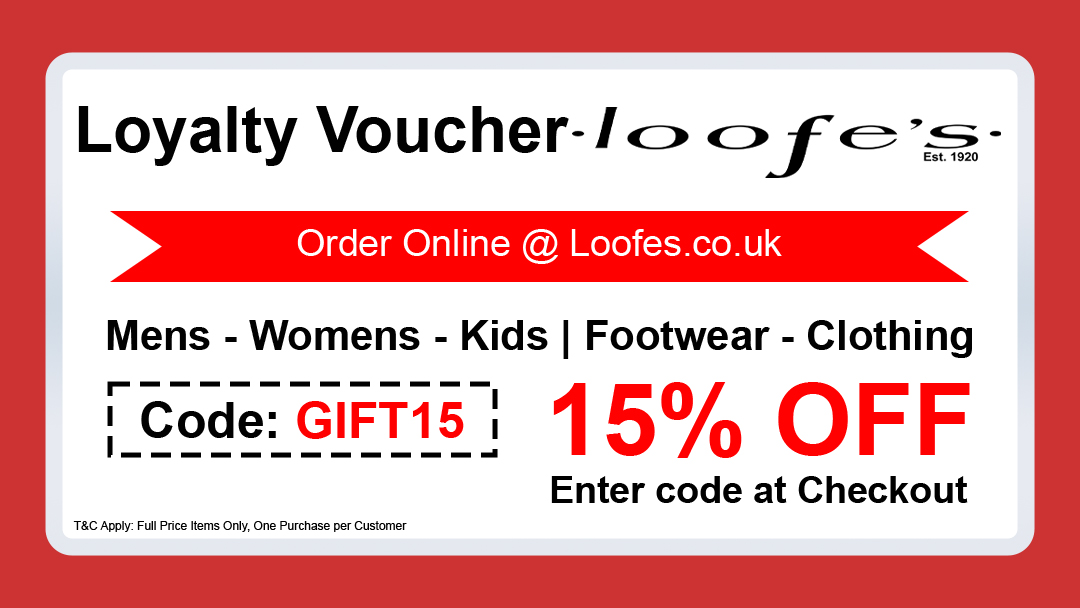 Loyalty Voucher · loofe's ·
Est. 1920
Order Online @ Loofes.co.uk
Mens - Womens - Kids | Footwear - Clothing
Code: GIFT15
15% OFF
Enter code at Checkout
T&C Apply: Full Price Items Only, One Purchase per Customer